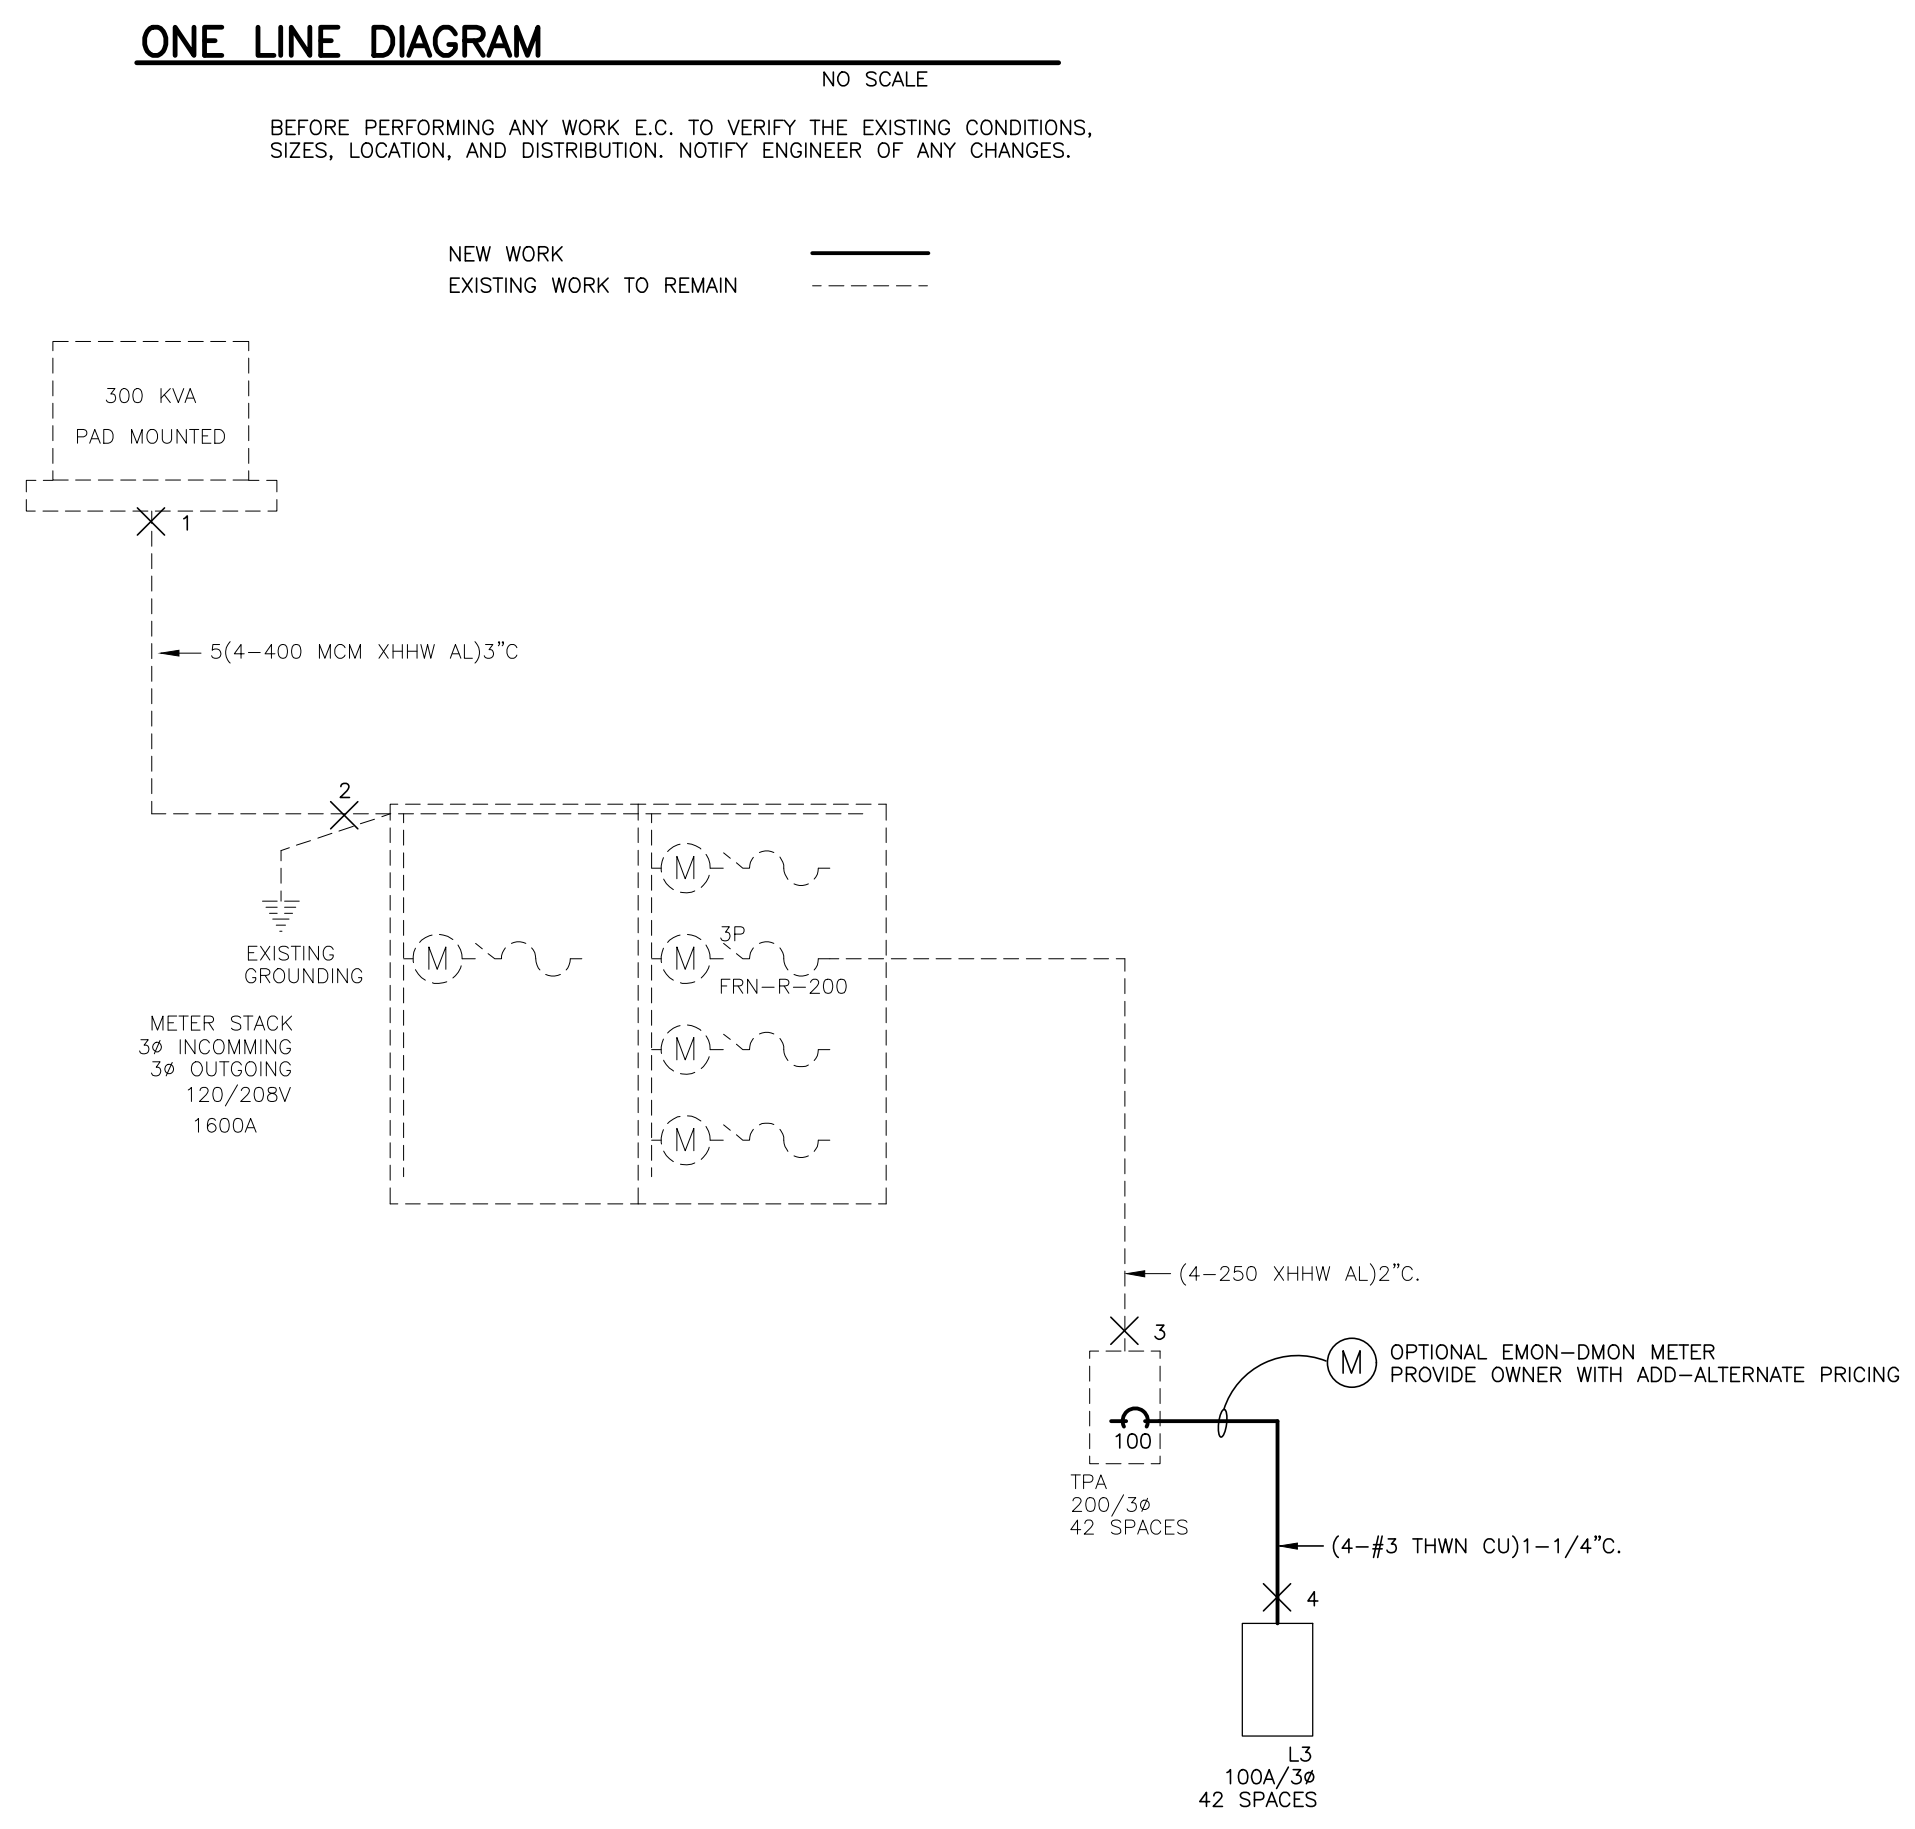 ONE LINE DIAGRAM
NO SCALE
BEFORE PERFORMING ANY WORK E.C. TO VERIFY THE EXISTING CONDITIONS,
SIZES, LOCATION, AND DISTRIBUTION. NOTIFY ENGINEER OF ANY CHANGES.
NEW WORK
EXISTING WORK TO REMAIN
300 KVA
PAD MOUNTED
1
5(4-400 MCM XHHW AL)3"C
2
M
3P
M
M
FRN-R-200
EXISTING
GROUNDING
METER STACK
3ø INCOMMING
3ø OUTGOING
120/208V
1600A
M
M
(4-250 XHHW AL)2"C.
3
M
OPTIONAL EMON-DMON METER
PROVIDE OWNER WITH ADD-ALTERNATE PRICING
100
TPA
200/3ø
42 SPACES
(4-#3 THWN CU)1-1/4"C.
4
L3
100A/3ø
42 SPACES